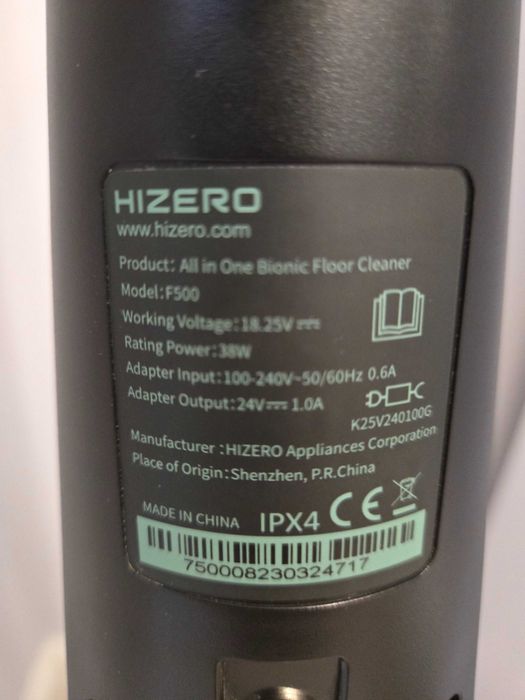 HIZERO
www.hizero.com
Product: All in One Bionic Floor Cleaner
Model:F500
Working Voltage:18.25V⎓
Rating Power:38W
Adapter Input:100-240V~50/60Hz 0.6A
Adapter Output:24V⎓ 1.0A
K25V240100G
Manufacturer :HIZERO Appliances Corporation
Place of Origin:Shenzhen, P.R.China
MADE IN CHINA IPX4 CE
750008230324717